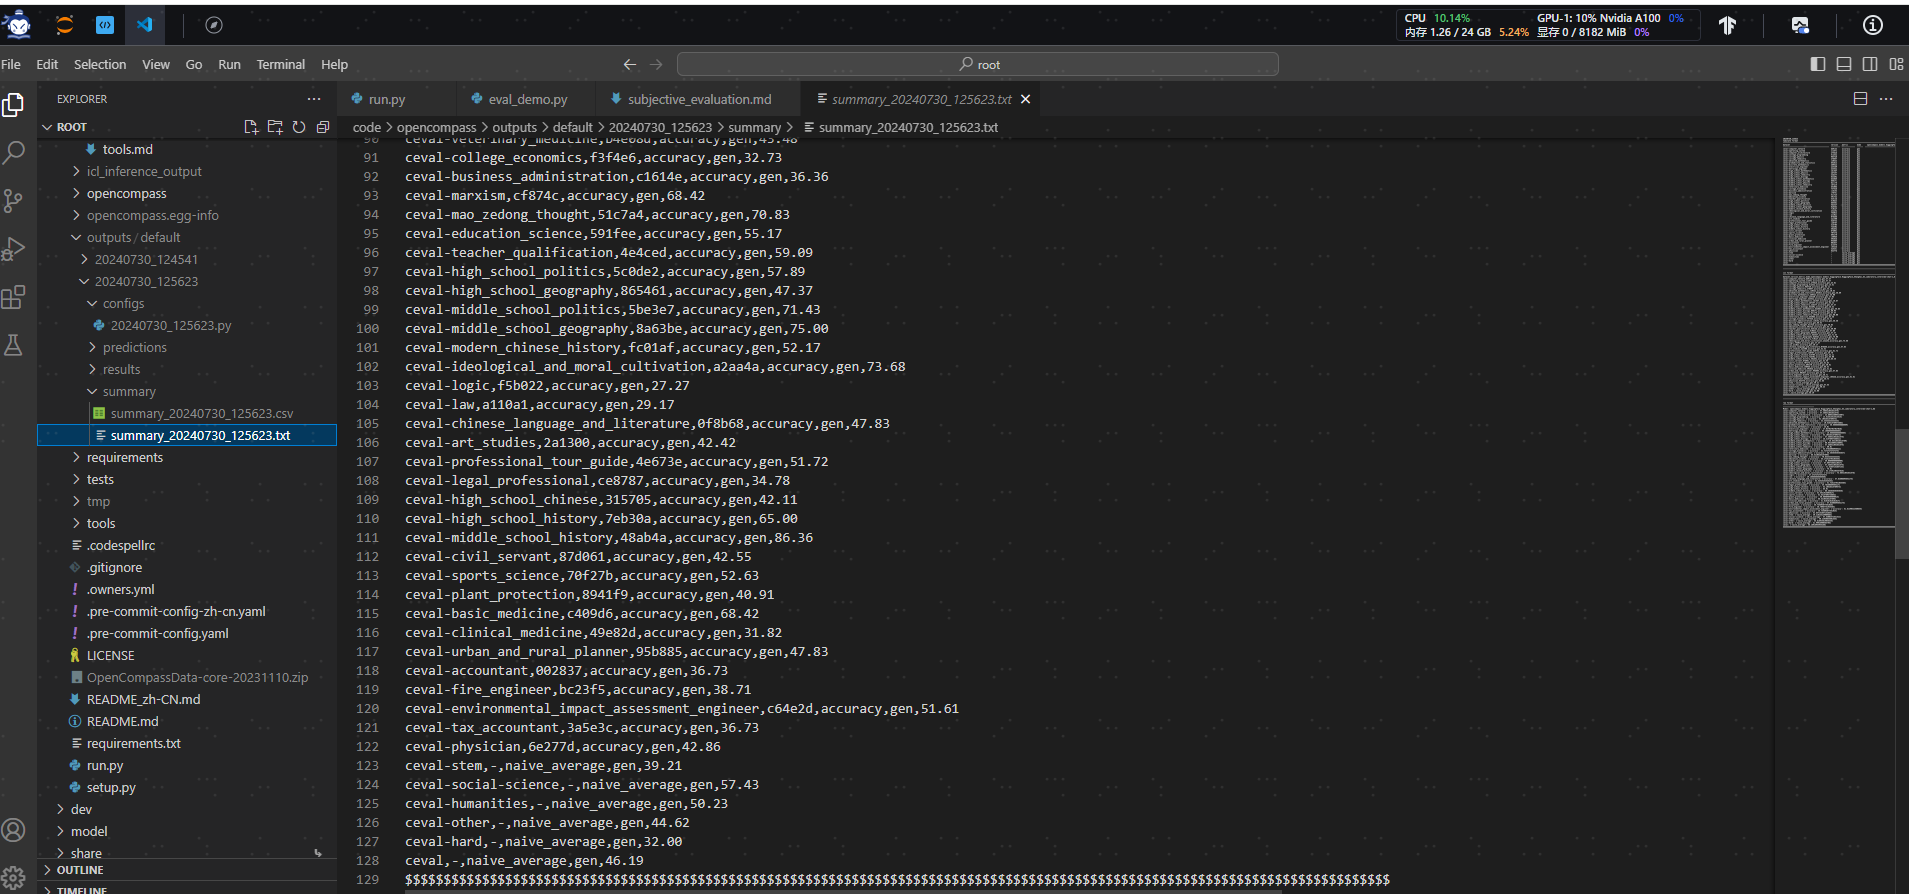 CPU 10.14% GPU-1: 10% Nvidia A100 0%
内存 1.26 / 24 GB 5.24% 显存 0 / 8182 MiB 0%
File Edit Selection View Go Run Terminal Help
root
EXPLORER
run.py
eval_demo.py
subjective_evaluation.md
summary_20240730_125623.txt
ROOT
code > opencompass > outputs > default > 20240730_125623 > summary > summary_20240730_125623.txt
tools.md
icl_inference_output
opencompass
opencompass.egg-info
outputs / default
20240730_124541
20240730_125623
configs
20240730_125623.py
predictions
results
summary
summary_20240730_125623.csv
summary_20240730_125623.txt
requirements
tests
tmp
tools
.codespellrc
.gitignore
.owners.yml
.pre-commit-config-zh-cn.yaml
.pre-commit-config.yaml
LICENSE
OpenCompassData-core-20231110.zip
README_zh-CN.md
README.md
requirements.txt
run.py
setup.py
dev
model
share
OUTLINE
TIMELINE
91 ceval-college_economics,f3f4e6,accuracy,gen,32.73
92 ceval-business_administration,c1614e,accuracy,gen,36.36
93 ceval-marxism,cf874c,accuracy,gen,68.42
94 ceval-mao_zedong_thought,51c7a4,accuracy,gen,70.83
95 ceval-education_science,591fee,accuracy,gen,55.17
96 ceval-teacher_qualification,4e4ced,accuracy,gen,59.09
97 ceval-high_school_politics,5c0de2,accuracy,gen,57.89
98 ceval-high_school_geography,865461,accuracy,gen,47.37
99 ceval-middle_school_politics,5be3e7,accuracy,gen,71.43
100 ceval-middle_school_geography,8a63be,accuracy,gen,75.00
101 ceval-modern_chinese_history,fc01af,accuracy,gen,52.17
102 ceval-ideological_and_moral_cultivation,a2aa4a,accuracy,gen,73.68
103 ceval-logic,f5b022,accuracy,gen,27.27
104 ceval-law,a110a1,accuracy,gen,29.17
105 ceval-chinese_language_and_literature,0f8b68,accuracy,gen,47.83
106 ceval-art_studies,2a1300,accuracy,gen,42.42
107 ceval-professional_tour_guide,4e673e,accuracy,gen,51.72
108 ceval-legal_professional,ce8787,accuracy,gen,34.78
109 ceval-high_school_chinese,315705,accuracy,gen,42.11
110 ceval-high_school_history,7eb30a,accuracy,gen,65.00
111 ceval-middle_school_history,48ab4a,accuracy,gen,86.36
112 ceval-civil_servant,87d061,accuracy,gen,42.55
113 ceval-sports_science,70f27b,accuracy,gen,52.63
114 ceval-plant_protection,8941f9,accuracy,gen,40.91
115 ceval-basic_medicine,c409d6,accuracy,gen,68.42
116 ceval-clinical_medicine,49e82d,accuracy,gen,31.82
117 ceval-urban_and_rural_planner,95b885,accuracy,gen,47.83
118 ceval-accountant,002837,accuracy,gen,36.73
119 ceval-fire_engineer,bc23f5,accuracy,gen,38.71
120 ceval-environmental_impact_assessment_engineer,c64e2d,accuracy,gen,51.61
121 ceval-tax_accountant,3a5e3c,accuracy,gen,36.73
122 ceval-physician,6e277d,accuracy,gen,42.86
123 ceval-stem,-,naive_average,gen,39.21
124 ceval-social-science,-,naive_average,gen,57.43
125 ceval-humanities,-,naive_average,gen,50.23
126 ceval-other,-,naive_average,gen,44.62
127 ceval-hard,-,naive_average,gen,32.00
128 ceval,-,naive_average,gen,46.19
129 $$$$$$$$$$$$$$$$$$$$$$$$$$$$$$$$$$$$$$$$$$$$$$$$$$$$$$$$$$$$$$$$$$$$$$$$$$$$$$$$$$$$$$$$$$$$$$$$$$$$$$$$$$$$$$$$$$$$$$$$$$$$$$$$